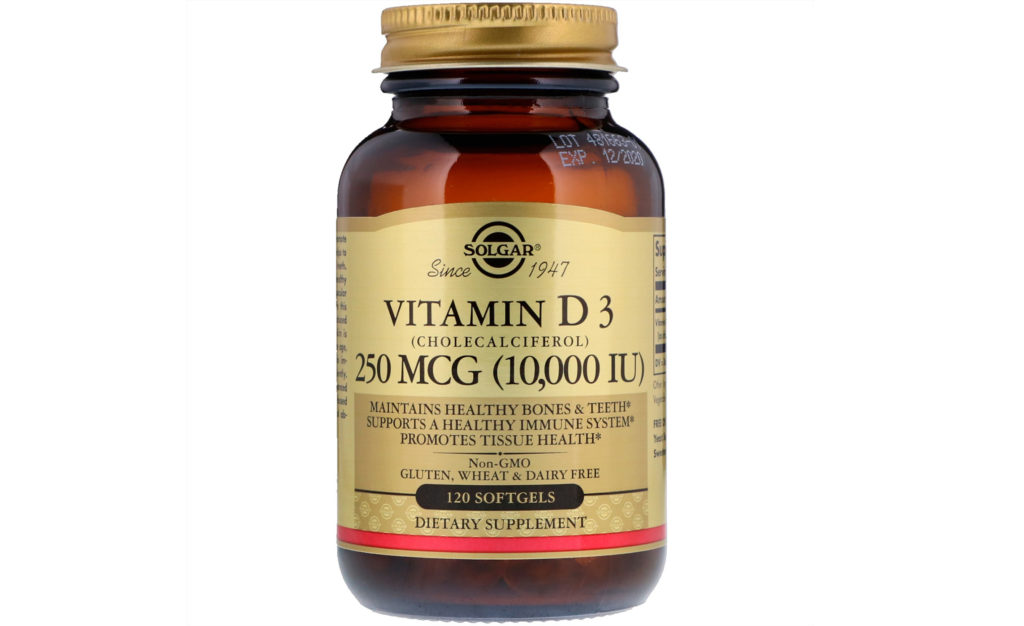 EXP. 12/2020
SOLGAR®
Since 1947
VITAMIN D 3
(CHOLECALCIFEROL)
250 MCG (10,000 IU)
MAINTAINS HEALTHY BONES & TEETH*
SUPPORTS A HEALTHY IMMUNE SYSTEM*
PROMOTES TISSUE HEALTH*
Non-GMO
GLUTEN, WHEAT & DAIRY FREE
120 SOFTGELS
DIETARY SUPPLEMENT